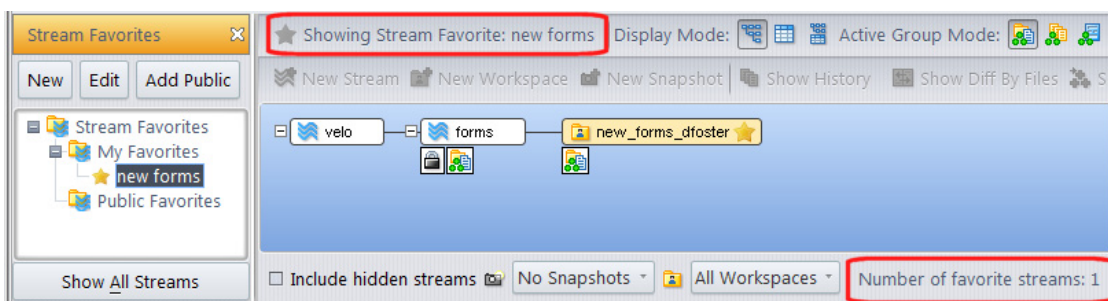 Stream Favorites
New Edit Add Public
Stream Favorites
My Favorites
new forms
Public Favorites
Show All Streams
Showing Stream Favorite: new forms Display Mode: Active Group Mode:
New Stream New Workspace New Snapshot Show History Show Diff By Files S
velo forms new_forms_dfoster
Include hidden streams No Snapshots All Workspaces Number of favorite streams: 1